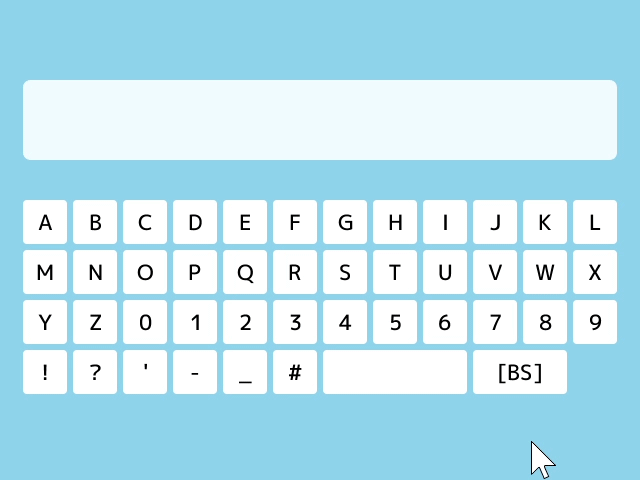 A B C D E F G H I J K L
M N O P Q R S T U V W X
Y Z 0 1 2 3 4 5 6 7 8 9
! ? ' - _ # [BS]